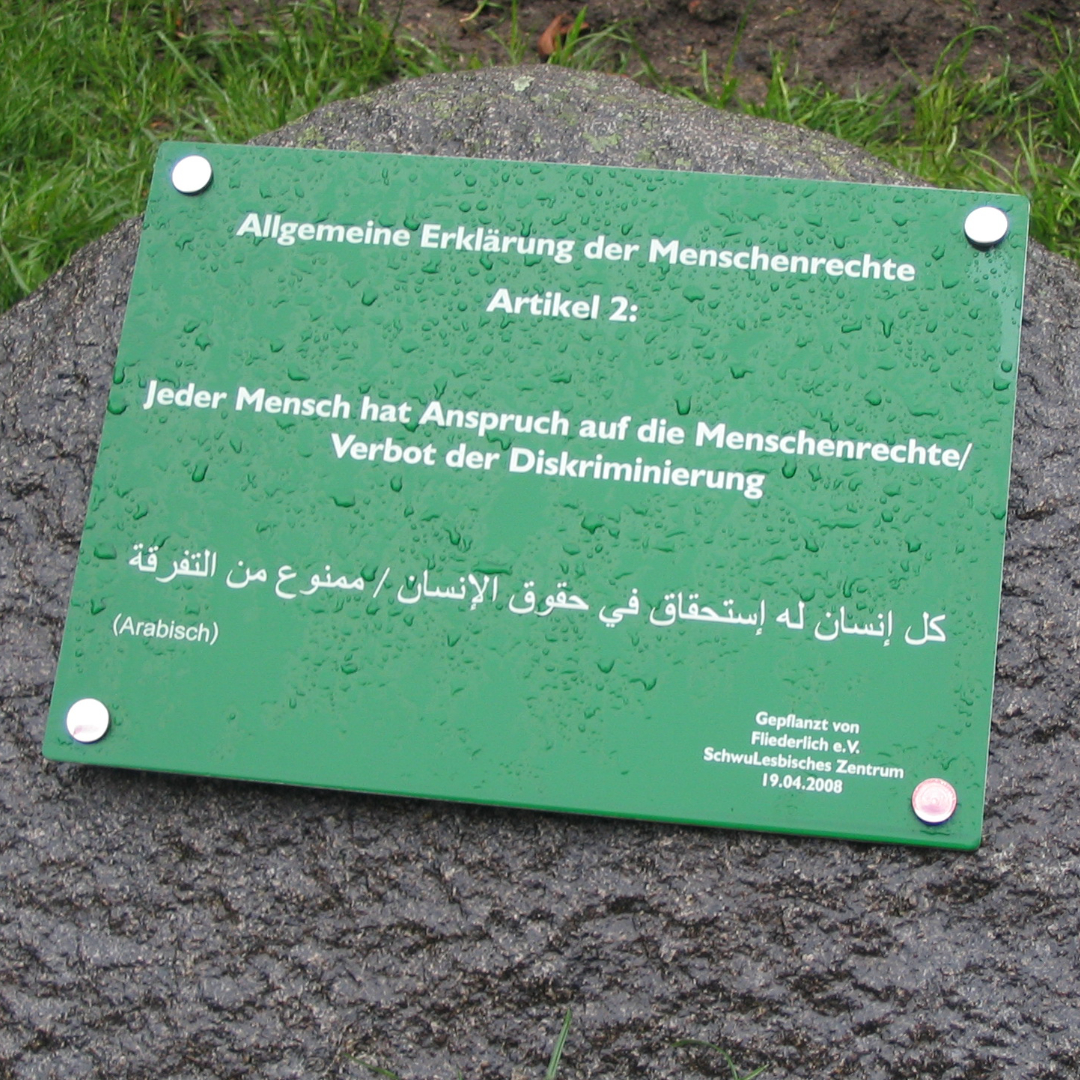 Allgemeine Erklärung der Menschenrechte
Artikel 2:
Jeder Mensch hat Anspruch auf die Menschenrechte/
Verbot der Diskriminierung
كل إنسان له إستحقاق في حقوق الإنسان / ممنوع من التفرقة
(Arabisch)
Gepflanzt von
Fliederlich e.V.
SchwuLesbisches Zentrum
19.04.2008